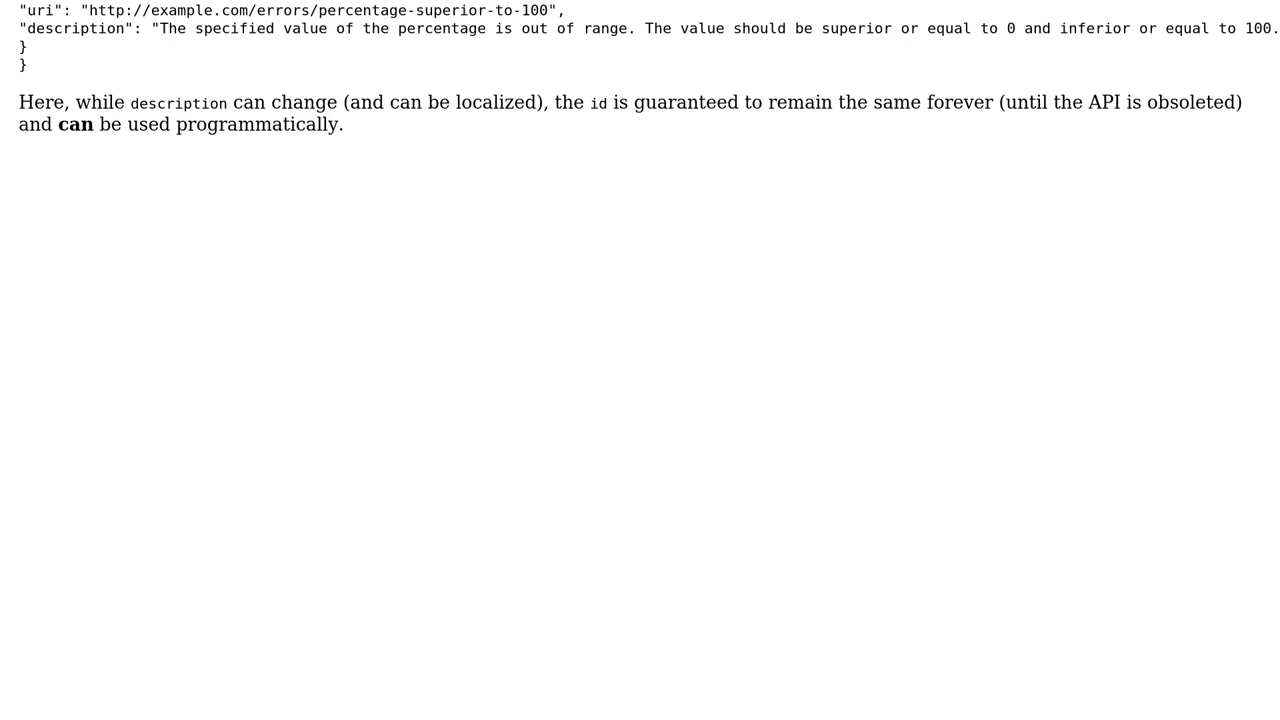 "uri": "http://example.com/errors/percentage-superior-to-100",
"description": "The specified value of the percentage is out of range. The value should be superior or equal to 0 and inferior or equal to 100.
}
}
Here, while description can change (and can be localized), the id is guaranteed to remain the same forever (until the API is obsoleted)
and can be used programmatically.